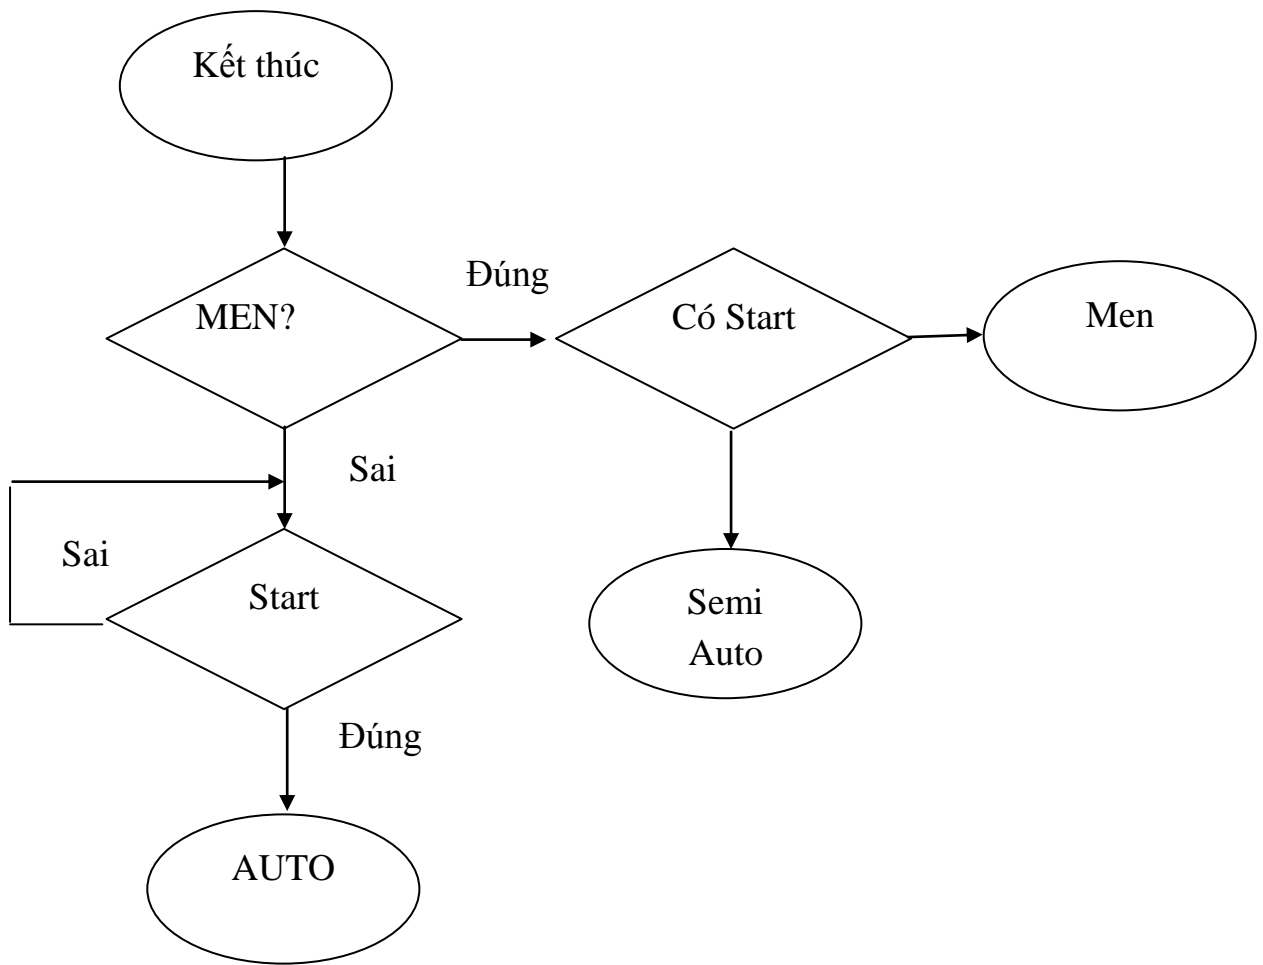 Kết thúc
MEN?
Đúng
Có Start
Men
Sai
Sai
Start
Semi
Auto
Đúng
AUTO